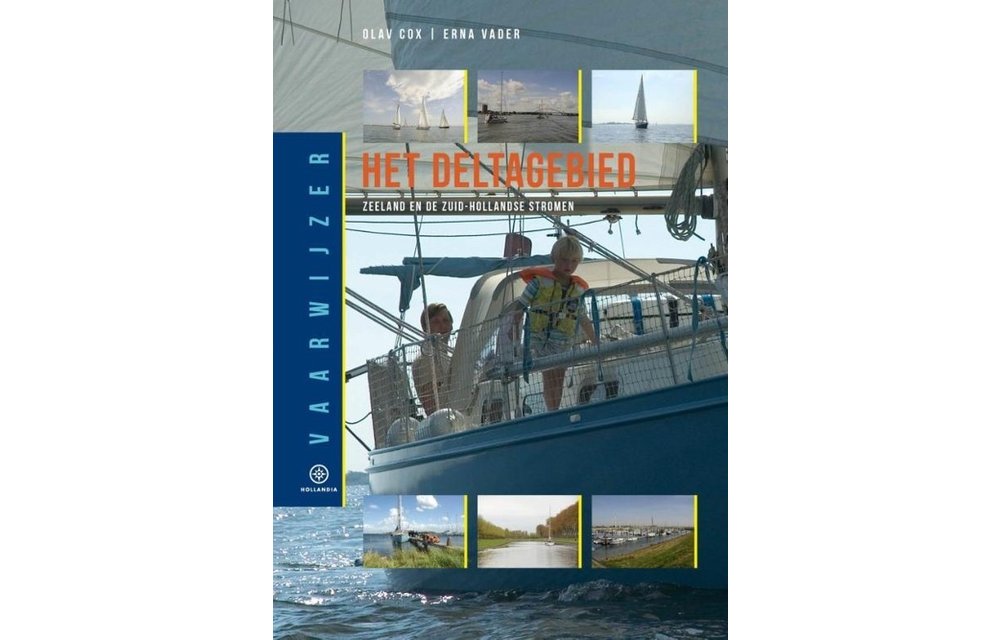 OLAV COX | ERNA VADER
HET DELTAGEBIED
ZEELAND EN DE ZUID-HOLLANDSE STROMEN
VAARWIJZER
HOLLANDIA